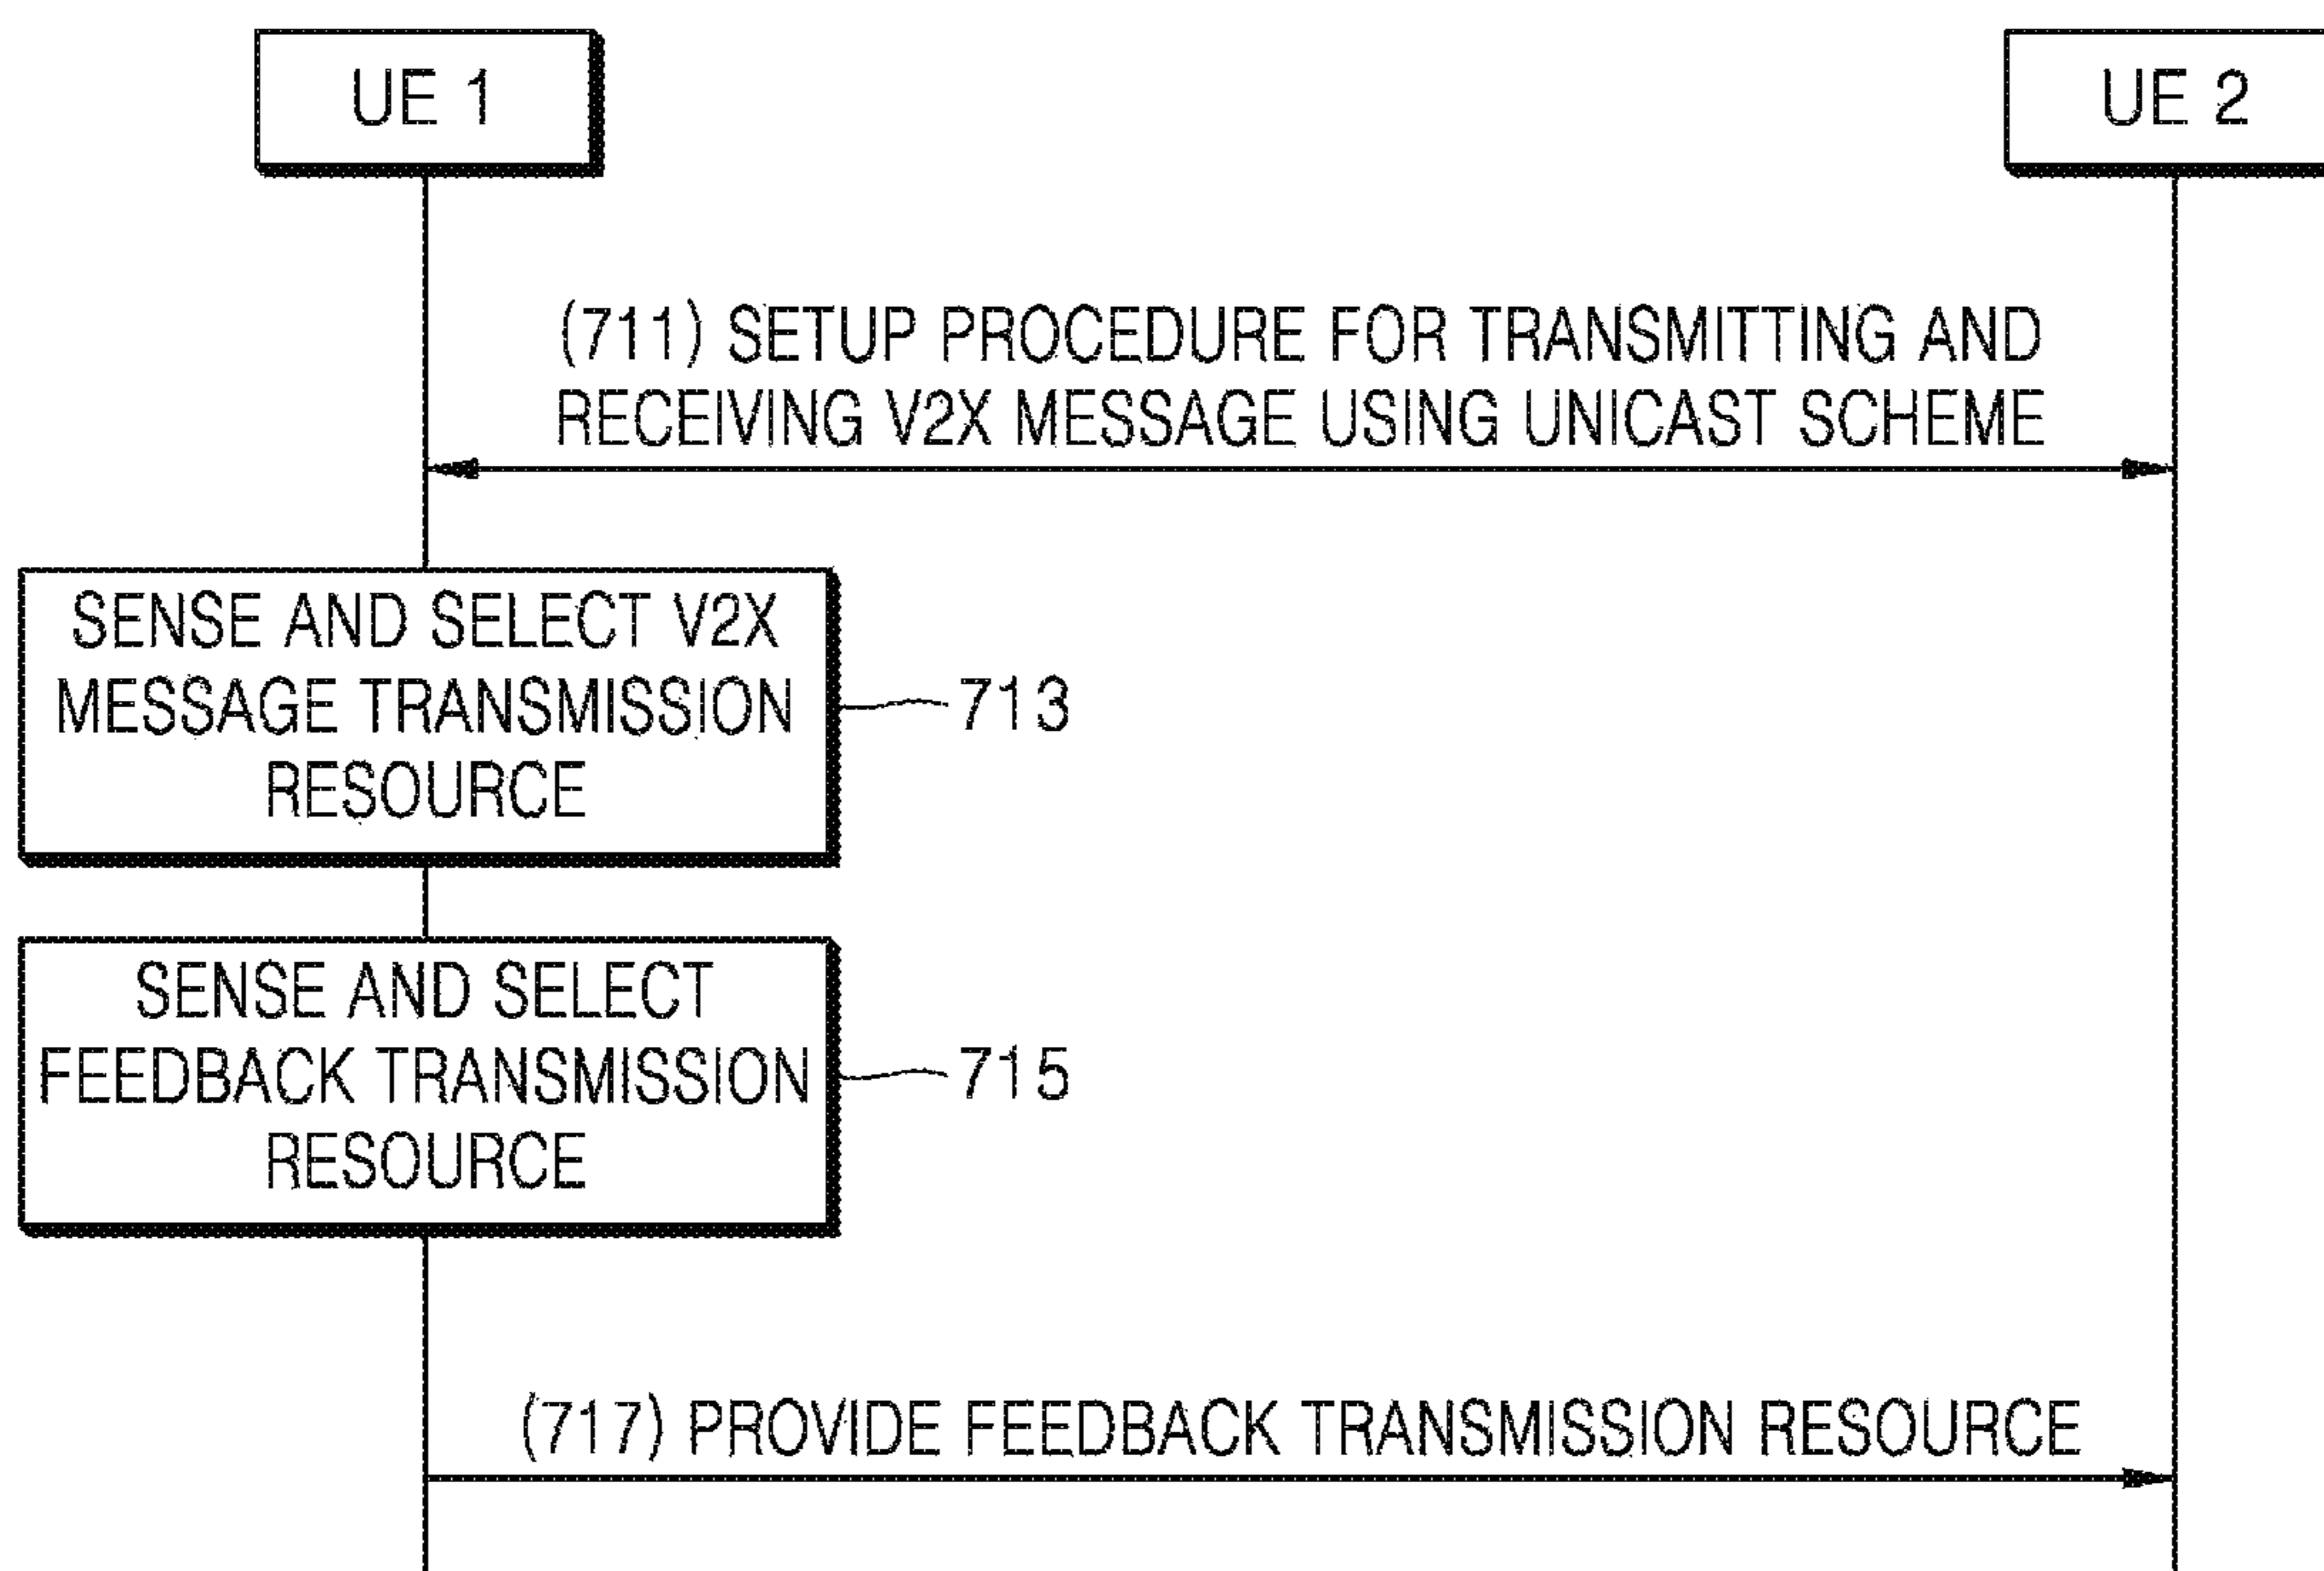 UE 1
UE 2
(711) SETUP PROCEDURE FOR TRANSMITTING AND
RECEIVING V2X MESSAGE USING UNICAST SCHEME
SENSE AND SELECT V2X
MESSAGE TRANSMISSION
RESOURCE
713
SENSE AND SELECT
FEEDBACK TRANSMISSION
RESOURCE
715
(717) PROVIDE FEEDBACK TRANSMISSION RESOURCE